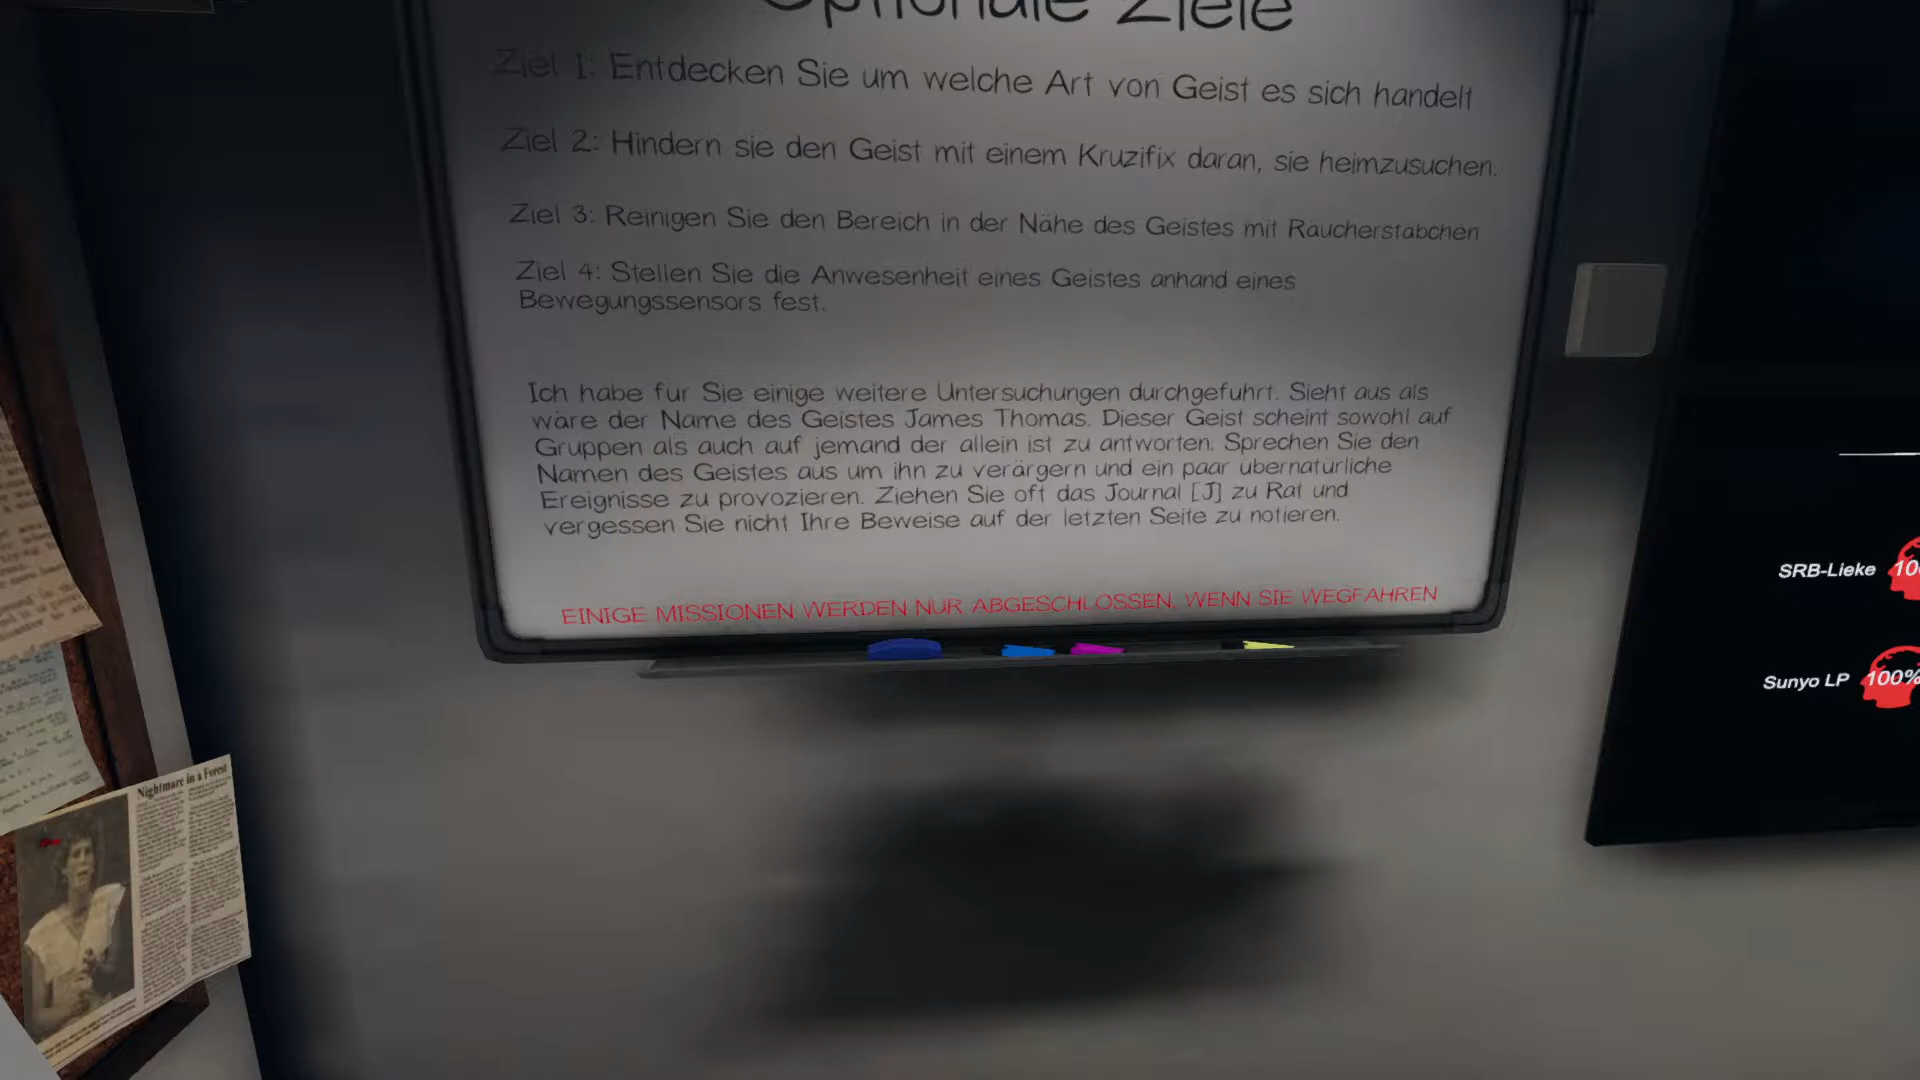 Optionale Ziele
Ziel 1: Entdecken Sie um welche Art von Geist es sich handelt
Ziel 2: Hindern sie den Geist mit einem Kruzifix daran, sie heimzusuchen.
Ziel 3: Reinigen Sie den Bereich in der Nähe des Geistes mit Räucherstäbchen
Ziel 4: Stellen Sie die Anwesenheit eines Geistes anhand eines
Bewegungssensors fest.
Ich habe für Sie einige weitere Untersuchungen durchgeführt. Sieht aus als
wäre der Name des Geistes James Thomas. Dieser Geist scheint sowohl auf
Gruppen als auch auf jemand der allein ist zu antworten. Sprechen Sie den
Namen des Geistes aus um ihn zu verärgern und ein paar übernatürliche
Ereignisse zu provozieren. Ziehen Sie oft das Journal [J] zu Rat und
vergessen Sie nicht Ihre Beweise auf der letzten Seite zu notieren.
EINIGE MISSIONEN WERDEN NUR ABGESCHLOSSEN, WENN SIE WEGFAHREN
SRB-Lieke
Sunyo LP 100%
Nightmare in a Forest